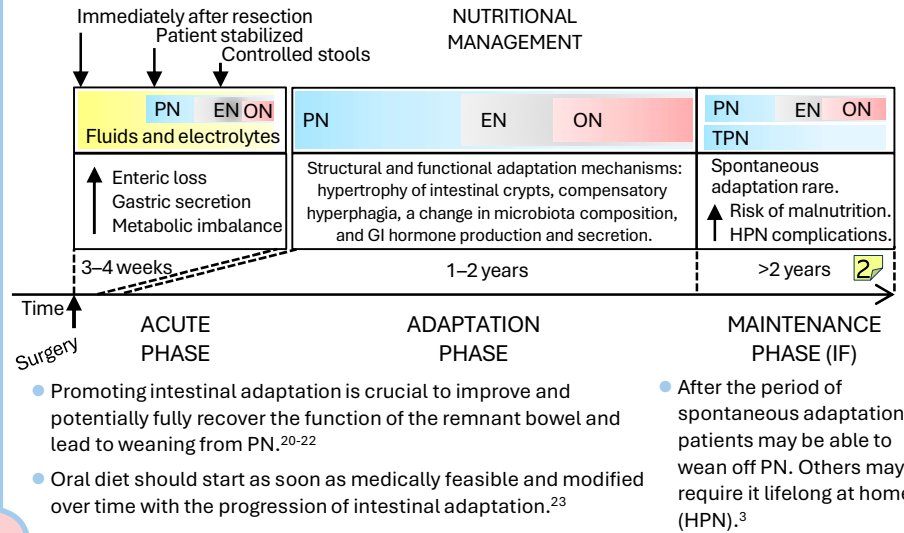 Immediately after resection
Patient stabilized
Controlled stools
NUTRITIONAL
MANAGEMENT
PN EN ON
Fluids and electrolytes
PN EN ON
PN EN ON
TPN
Enteric loss
Gastric secretion
Metabolic imbalance
Structural and functional adaptation mechanisms:
hypertrophy of intestinal crypts, compensatory
hyperphagia, a change in microbiota composition,
and GI hormone production and secretion.
Spontaneous
adaptation rare.
Risk of malnutrition.
HPN complications.
3–4 weeks
1–2 years
>2 years
2
Time
Surgery
ACUTE
PHASE
ADAPTATION
PHASE
MAINTENANCE
PHASE (IF)
Promoting intestinal adaptation is crucial to improve and
potentially fully recover the function of the remnant bowel and
lead to weaning from PN.20-22
Oral diet should start as soon as medically feasible and modified
over time with the progression of intestinal adaptation.23
After the period of
spontaneous adaptation
patients may be able to
wean off PN. Others may
require it lifelong at home
(HPN).3